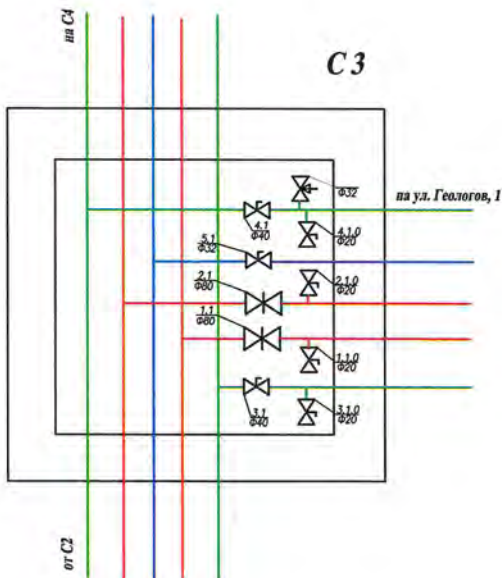 на С4
С 3
Ф32
на ул. Геологов, 1
4.1
Ф40
4.1.0
Ф20
5.1
Ф32
2.1
Ф80
2.1.0
Ф20
1.1
Ф80
1.1.0
Ф20
3.1
Ф40
3.1.0
Ф20
от С2